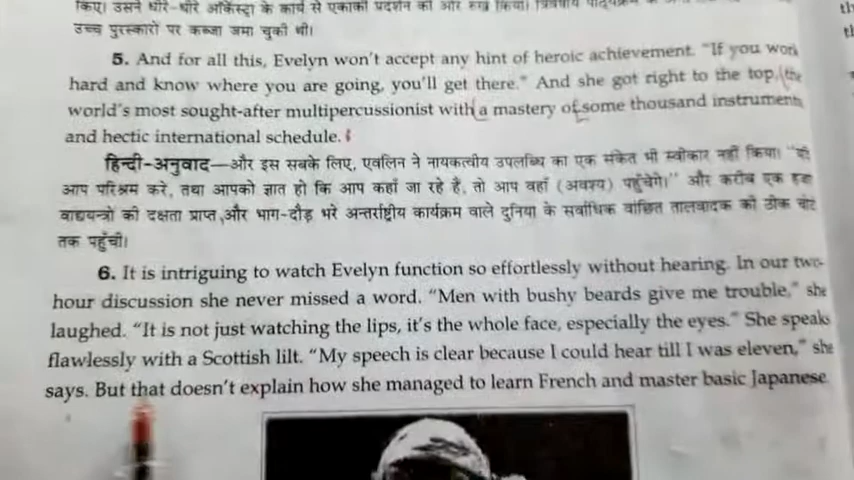 किए। उसने धीरे-धीरे ऑर्केस्ट्रा के कार्य से एकाकी प्रदर्शन की ओर रुख किया। त्रिवर्षीय
उच्च पुरस्कारों पर कब्जा जमा चुकी थी।
5. And for all this, Evelyn won't accept any hint of heroic achievement. "If you work
hard and know where you are going, you'll get there." And she got right to the top, the
world's most sought-after multipercussionist with a mastery of some thousand instruments
and hectic international schedule.
हिन्दी-अनुवाद—और इस सबके लिए, एवलिन ने नायकत्वीय उपलब्धि का एक संकेत भी स्वीकार नहीं किया।
आप परिश्रम करे, तथा आपको ज्ञात हो कि आप कहाँ जा रहे है, तो आप वहाँ (अवश्य) पहुँचेगे।" और करीब एक
वाद्ययन्त्रो की दक्षता प्राप्त और भाग-दौड़ भरे अन्तर्राष्ट्रीय कार्यक्रम वाले दुनिया के सर्वाधिक वांछित तालवादक की ठीक
तक पहुँची।
6. It is intriguing to watch Evelyn function so effortlessly without hearing. In our two-
hour discussion she never missed a word. "Men with bushy beards give me trouble," she
laughed. "It is not just watching the lips, it's the whole face, especially the eyes." She speaks
flawlessly with a Scottish lilt. "My speech is clear because I could hear till I was eleven," she
says. But that doesn't explain how she managed to learn French and master basic Japanese